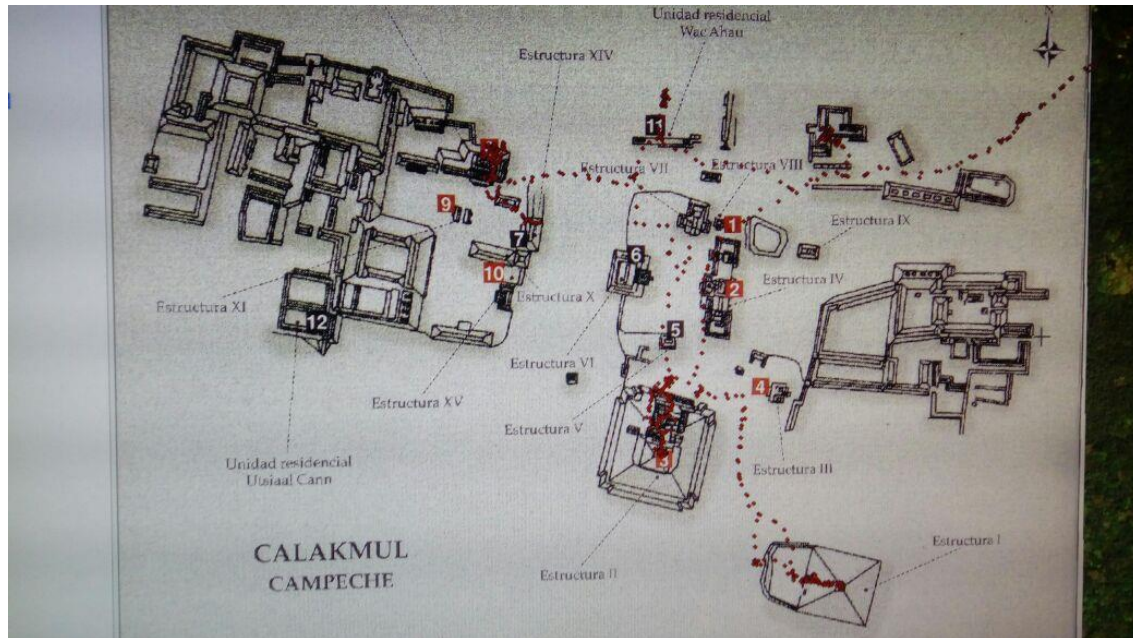 Unidad residencial
Wac Ahau
N
Estructura XIV
11
Estructura VII
Estructura VIII
9
1
Estructura IX
7
6
10
Estructura IV
2
Estructura X
Estructura XI
12
5
Estructura VI
4
Estructura XV
Estructura V
3
Estructura III
Unidad residencial
Utsiaal Cann
CALAKMUL
CAMPECHE
Estructura I
Estructura II